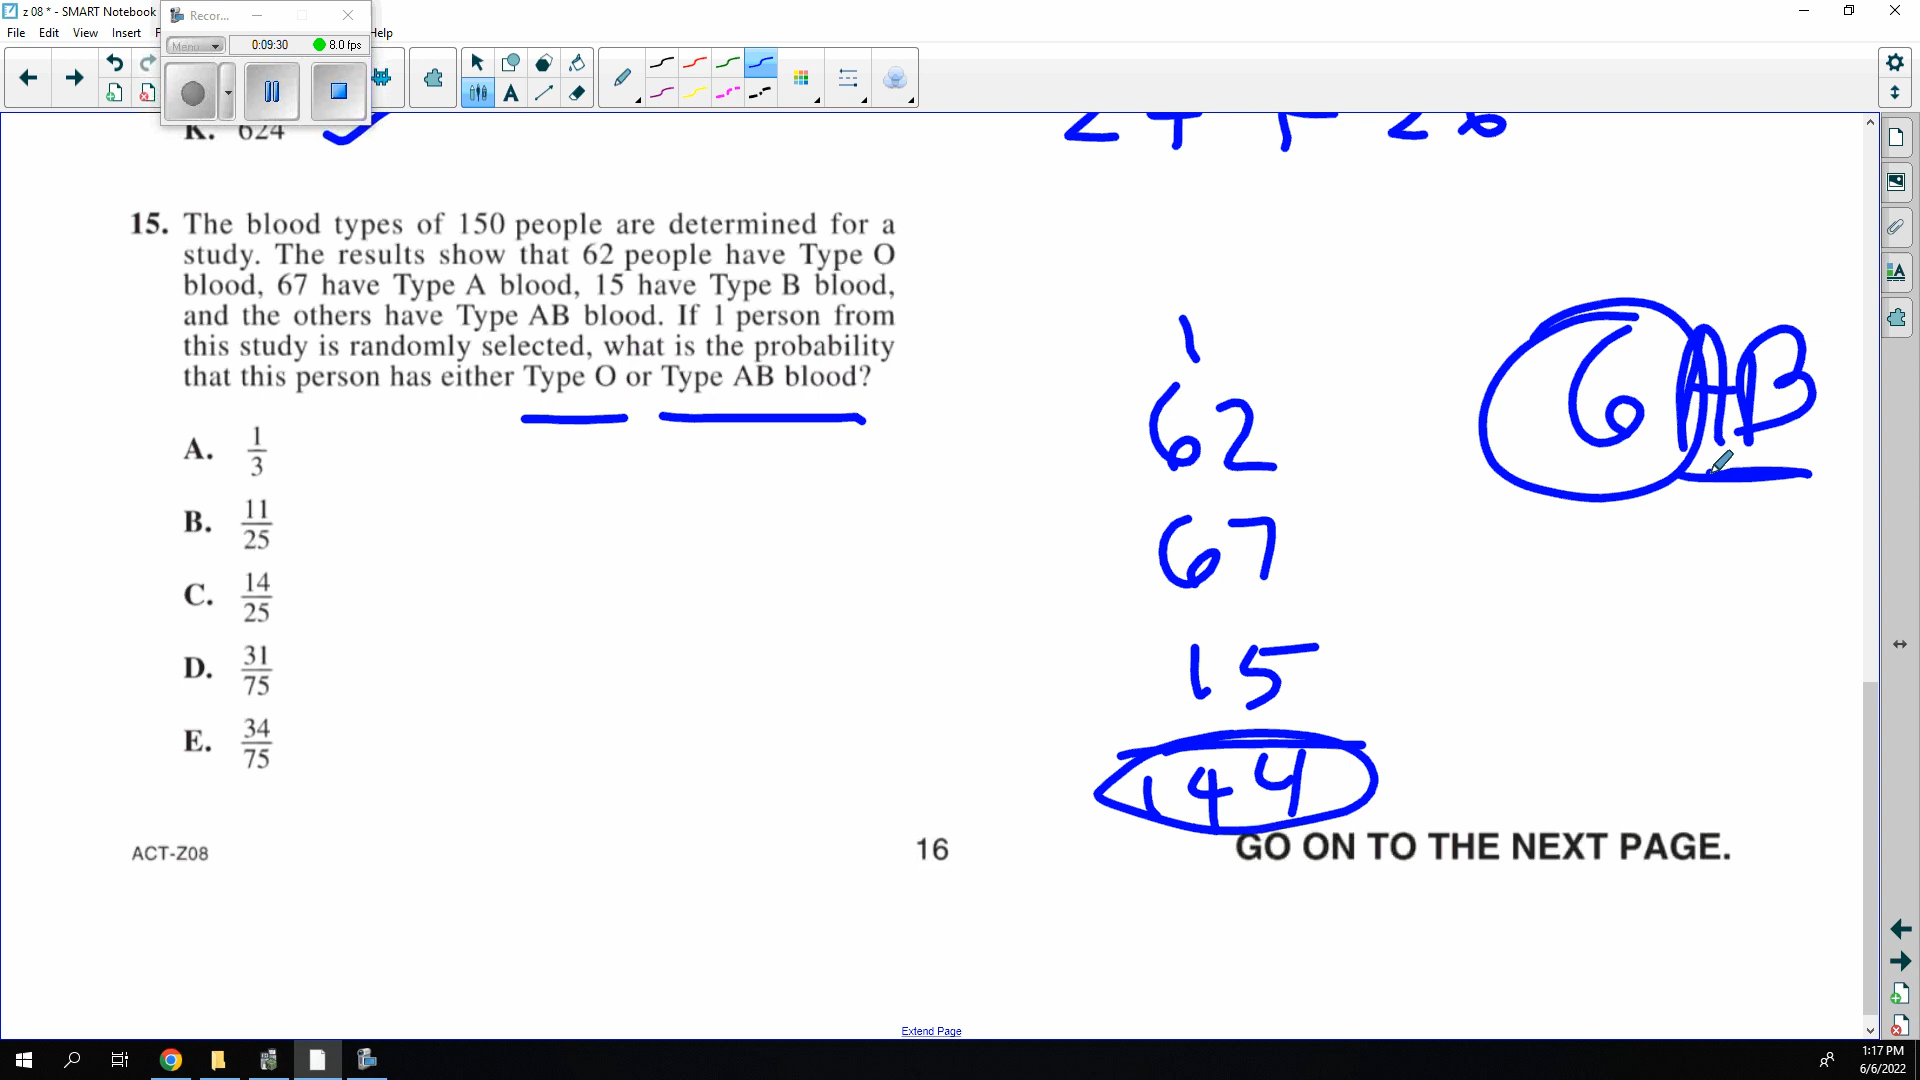 z 08 * - SMART Notebook
Recor...
File Edit View Insert
elp
Menu
0:09:30
8.0 fps
K. 624
15. The blood types of 150 people are determined for a
study. The results show that 62 people have Type O
blood, 67 have Type A blood, 15 have Type B blood,
and the others have Type AB blood. If 1 person from
this study is randomly selected, what is the probability
that this person has either Type O or Type AB blood?
A. 1/3
B. 11/25
C. 14/25
D. 31/75
E. 34/75
1
62
67
15
144
6 AB
ACT-Z08
16
GO ON TO THE NEXT PAGE.
Extend Page
1:17 PM
6/6/2022